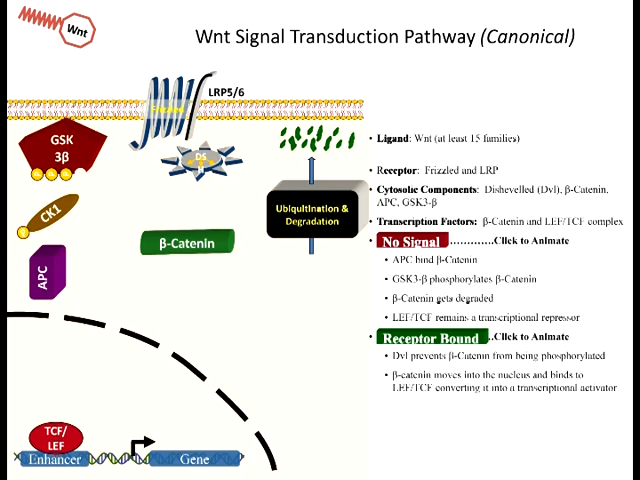 Wnt
Wnt Signal Transduction Pathway (Canonical)
LRP5/6
Frizzled
GSK
3β
DS
CK1
APC
β-Catenin
Ubiquitination &
Degradation
TCF/
LEF
Enhancer
Gene
• Ligand: Wnt (at least 15 families)
• Receptor: Frizzled and LRP
• Cytosolic Components: Dishevelled (Dvl), β-Catenin,
APC, GSK3-β
• Transcription Factors: β-Catenin and LEF/TCF complex
• No Signal .............Click to Animate
• APC bind β-Catenin
• GSK3-β phosphorylates β-Catenin
• β-Catenin gets degraded
• LEF/TCF remains a transcriptional repressor
• Receptor Bound ..Click to Animate
• Dvl prevents β-Catenin from being phosphorylated
• β-catenin moves into the nucleus and binds to
LEF/TCF converting it into a transcriptional activator